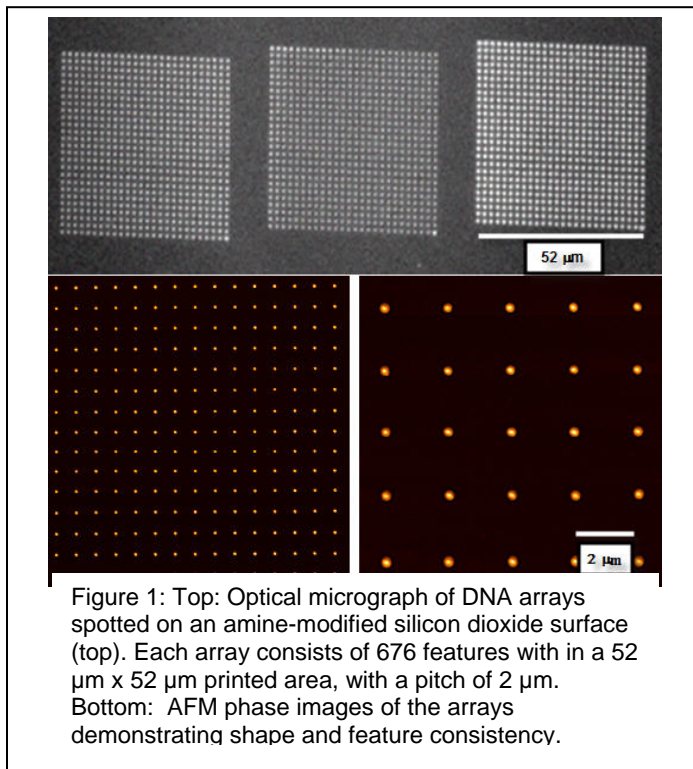 52 µm
2 µm
Figure 1: Top: Optical micrograph of DNA arrays
spotted on an amine-modified silicon dioxide surface
(top). Each array consists of 676 features with in a 52
µm x 52 µm printed area, with a pitch of 2 µm.
Bottom:  AFM phase images of the arrays
demonstrating shape and feature consistency.